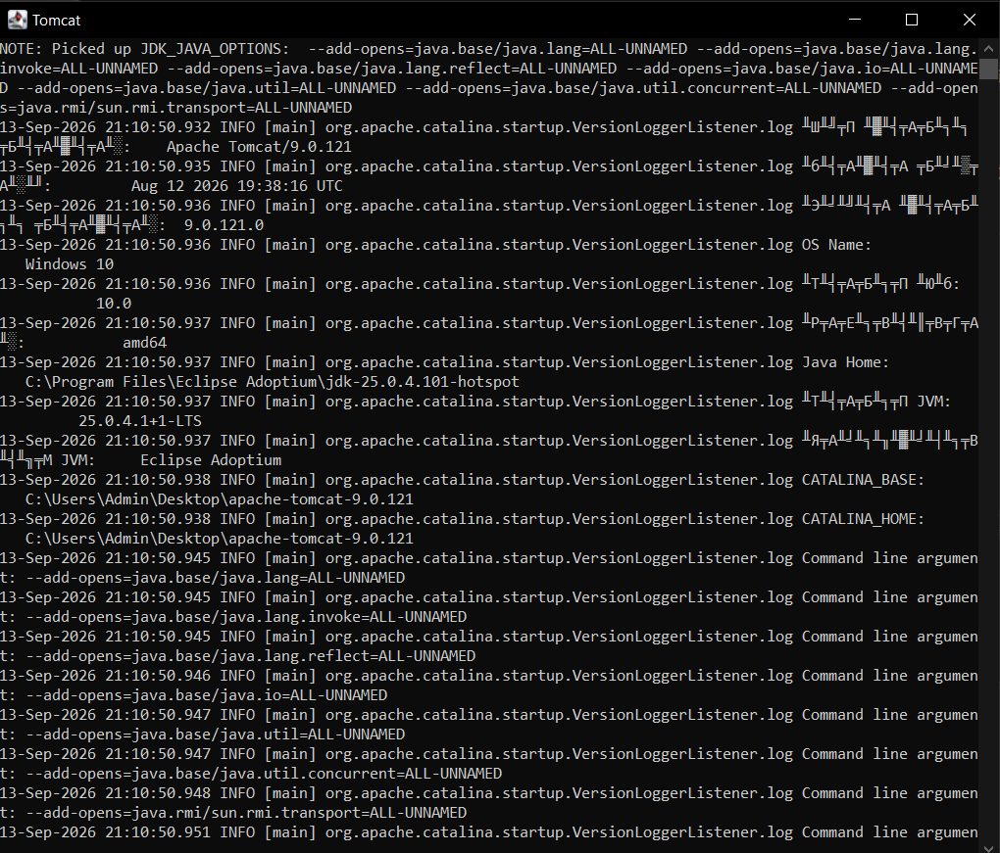 Tomcat
NOTE: Picked up JDK_JAVA_OPTIONS:  --add-opens=java.base/java.lang=ALL-UNNAMED --add-opens=java.base/java.lang.
invoke=ALL-UNNAMED --add-opens=java.base/java.lang.reflect=ALL-UNNAMED --add-opens=java.base/java.io=ALL-UNNAME
D --add-opens=java.base/java.util=ALL-UNNAMED --add-opens=java.base/java.util.concurrent=ALL-UNNAMED --add-open
s=java.rmi/sun.rmi.transport=ALL-UNNAMED
13-Sep-2026 21:10:50.932 INFO [main] org.apache.catalina.startup.VersionLoggerListener.log ╨Ш╨╝╤П ╨▓╨╡╤А╤Б╨╕╨╕
╤Б╨╡╤А╨▓╨╡╤А╨░:    Apache Tomcat/9.0.121
13-Sep-2026 21:10:50.935 INFO [main] org.apache.catalina.startup.VersionLoggerListener.log ╨б╨╡╤А╨▓╨╡╤А ╤Б╨╛╨▒╤
А╨░╨╜:         Aug 12 2026 19:38:16 UTC
13-Sep-2026 21:10:50.936 INFO [main] org.apache.catalina.startup.VersionLoggerListener.log ╨Э╨╛╨╝╨╡╤А ╨▓╨╡╤А╤Б╨
╕╨╕ ╤Б╨╡╤А╨▓╨╡╤А╨░:  9.0.121.0
13-Sep-2026 21:10:50.936 INFO [main] org.apache.catalina.startup.VersionLoggerListener.log OS Name:
Windows 10
13-Sep-2026 21:10:50.936 INFO [main] org.apache.catalina.startup.VersionLoggerListener.log ╨Т╨╡╤А╤Б╨╕╤П ╨Ю╨б:
10.0
13-Sep-2026 21:10:50.937 INFO [main] org.apache.catalina.startup.VersionLoggerListener.log ╨Р╤А╤Е╨╕╤В╨╡╨║╤В╤Г╤А
╨░:           amd64
13-Sep-2026 21:10:50.937 INFO [main] org.apache.catalina.startup.VersionLoggerListener.log Java Home:
C:\Program Files\Eclipse Adoptium\jdk-25.0.4.101-hotspot
13-Sep-2026 21:10:50.937 INFO [main] org.apache.catalina.startup.VersionLoggerListener.log ╨Т╨╡╤А╤Б╨╕╤П JVM:
25.0.4.1+1-LTS
13-Sep-2026 21:10:50.937 INFO [main] org.apache.catalina.startup.VersionLoggerListener.log ╨Я╤А╨╛╨╕╨╖╨▓╨╛╨┤╨╕╤В
╨╡╨╗╤М JVM:     Eclipse Adoptium
13-Sep-2026 21:10:50.938 INFO [main] org.apache.catalina.startup.VersionLoggerListener.log CATALINA_BASE:
C:\Users\Admin\Desktop\apache-tomcat-9.0.121
13-Sep-2026 21:10:50.938 INFO [main] org.apache.catalina.startup.VersionLoggerListener.log CATALINA_HOME:
C:\Users\Admin\Desktop\apache-tomcat-9.0.121
13-Sep-2026 21:10:50.945 INFO [main] org.apache.catalina.startup.VersionLoggerListener.log Command line argumen
t: --add-opens=java.base/java.lang=ALL-UNNAMED
13-Sep-2026 21:10:50.945 INFO [main] org.apache.catalina.startup.VersionLoggerListener.log Command line argumen
t: --add-opens=java.base/java.lang.invoke=ALL-UNNAMED
13-Sep-2026 21:10:50.945 INFO [main] org.apache.catalina.startup.VersionLoggerListener.log Command line argumen
t: --add-opens=java.base/java.lang.reflect=ALL-UNNAMED
13-Sep-2026 21:10:50.946 INFO [main] org.apache.catalina.startup.VersionLoggerListener.log Command line argumen
t: --add-opens=java.base/java.io=ALL-UNNAMED
13-Sep-2026 21:10:50.947 INFO [main] org.apache.catalina.startup.VersionLoggerListener.log Command line argumen
t: --add-opens=java.base/java.util=ALL-UNNAMED
13-Sep-2026 21:10:50.947 INFO [main] org.apache.catalina.startup.VersionLoggerListener.log Command line argumen
t: --add-opens=java.base/java.util.concurrent=ALL-UNNAMED
13-Sep-2026 21:10:50.948 INFO [main] org.apache.catalina.startup.VersionLoggerListener.log Command line argumen
t: --add-opens=java.rmi/sun.rmi.transport=ALL-UNNAMED
13-Sep-2026 21:10:50.951 INFO [main] org.apache.catalina.startup.VersionLoggerListener.log Command line argumen